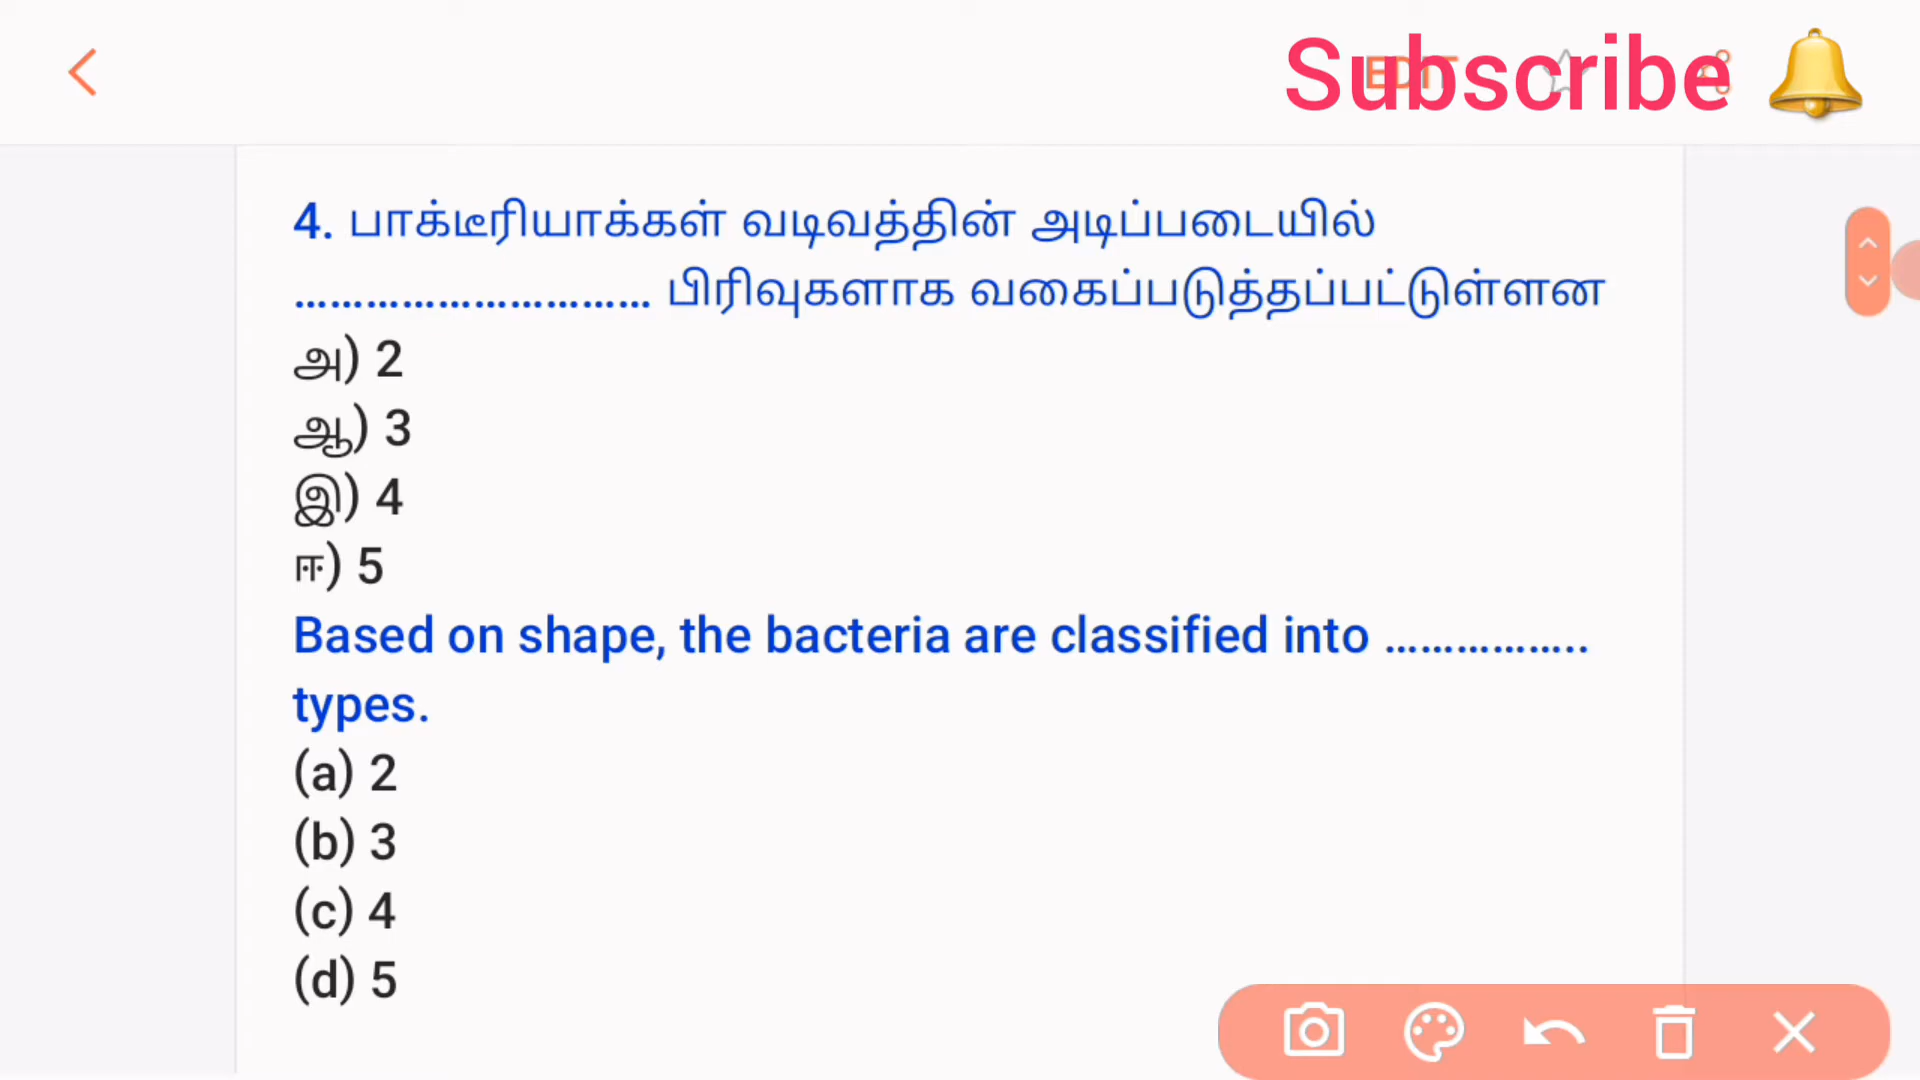 Subscribe 🔔
EDIT
4. பாக்டீரியாக்கள் வடிவத்தின் அடிப்படையில்
.............................. பிரிவுகளாக வகைப்படுத்தப்பட்டுள்ளன
அ) 2
ஆ) 3
இ) 4
ஈ) 5
Based on shape, the bacteria are classified into .................
types.
(a) 2
(b) 3
(c) 4
(d) 5